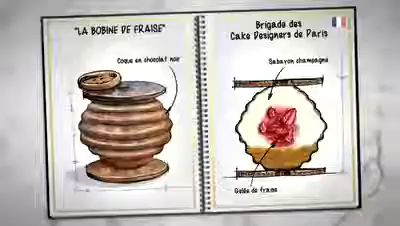 "LA BOBINE DE FRAISE"
Coque en chocolat noir
Brigade des
Cake Designers de Paris
Sabayon champagne
Gelée de fraise